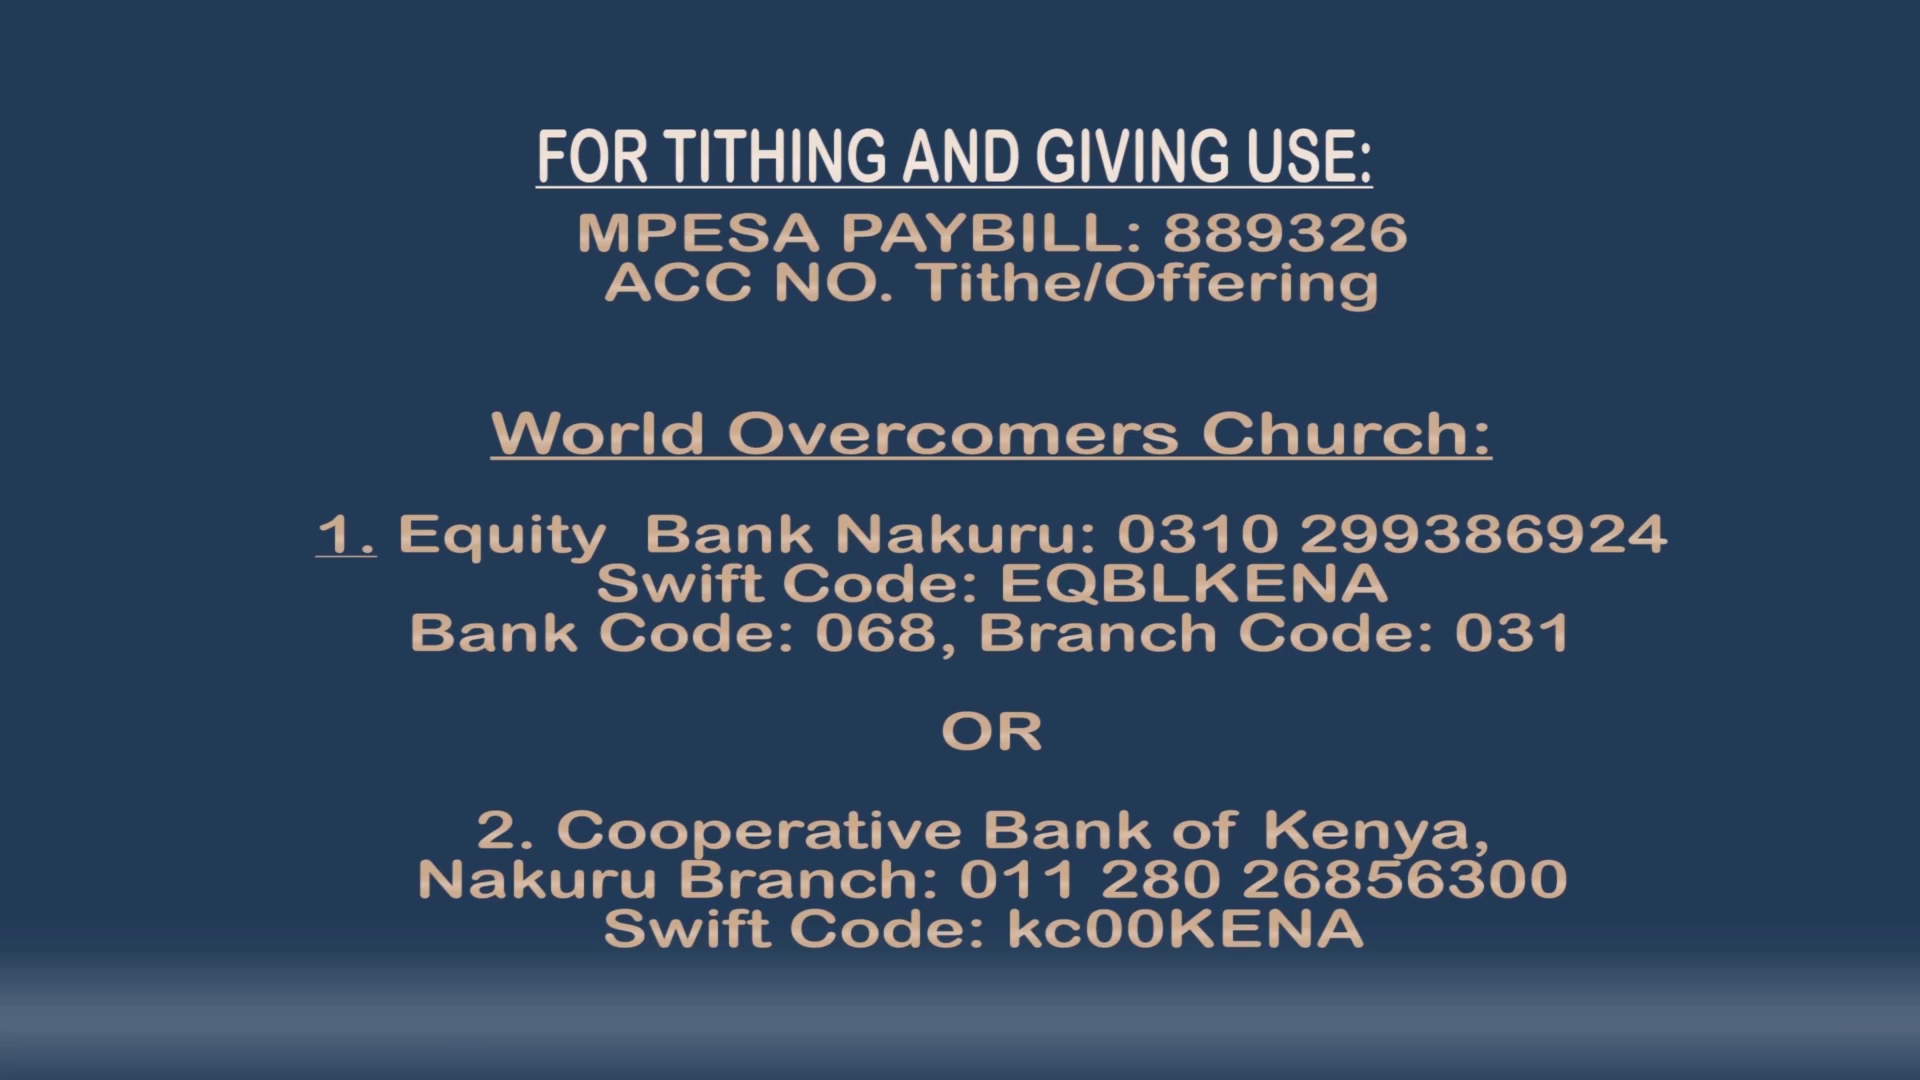 FOR TITHING AND GIVING USE:
MPESA PAYBILL: 889326
ACC NO. Tithe/Offering
World Overcomers Church:
1. Equity  Bank Nakuru: 0310 299386924
Swift Code: EQBLKENA
Bank Code: 068, Branch Code: 031
OR
2. Cooperative Bank of Kenya,
Nakuru Branch: 011 280 26856300
Swift Code: kc00KENA